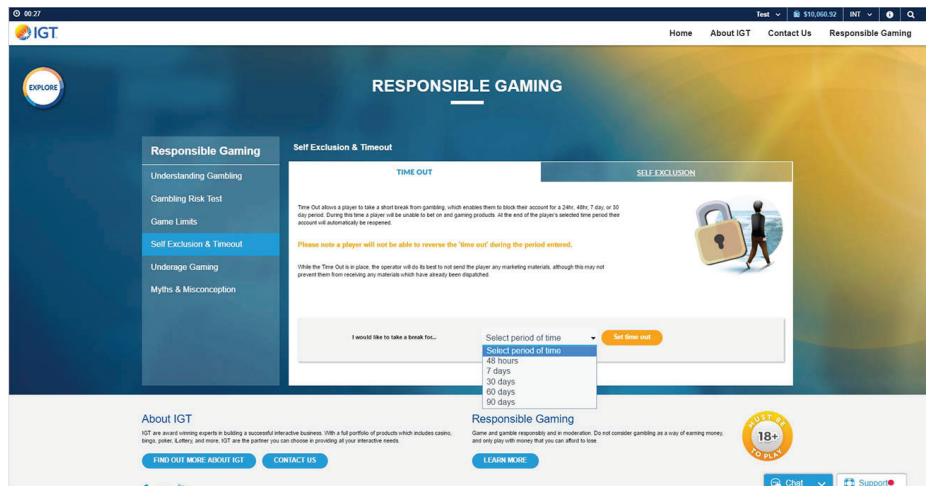 00:27
Test
$10,060.92
INT
IGT
Home
About IGT
Contact Us
Responsible Gaming
EXPLORE
RESPONSIBLE GAMING
Responsible Gaming
Understanding Gambling
Gambling Risk Test
Game Limits
Self Exclusion & Timeout
Underage Gaming
Myths & Misconception
Self Exclusion & Timeout
TIME OUT
SELF EXCLUSION
Time Out allows a player to take a short break from gambling, which enables them to block their account for a 24hr, 48hr, 7 day, or 30
day period. During this time a player will be unable to bet on and gaming products. At the end of the player's selected time period their
account will automatically be reopened.
Please note a player will not be able to reverse the 'time out' during the period entered.
While the Time Out is in place, the operator will do its best to not send the player any marketing materials, although this may not
prevent them from receiving any materials which have already been dispatched.
I would like to take a break for...
Select period of time
Set time out
Select period of time
48 hours
7 days
30 days
60 days
90 days
About IGT
IGT are award winning experts in building a successful interactive business. With a full portfolio of products which includes casino,
bingo, poker, iLottery, and more, IGT are the partner you can choose in providing all your interactive needs.
FIND OUT MORE ABOUT IGT
CONTACT US
Responsible Gaming
Game and gamble responsibly and in moderation. Do not consider gambling as a way of earning money,
and only play with money that you can afford to lose.
LEARN MORE
MUST BE
18+
TO PLAY
Chat
Support